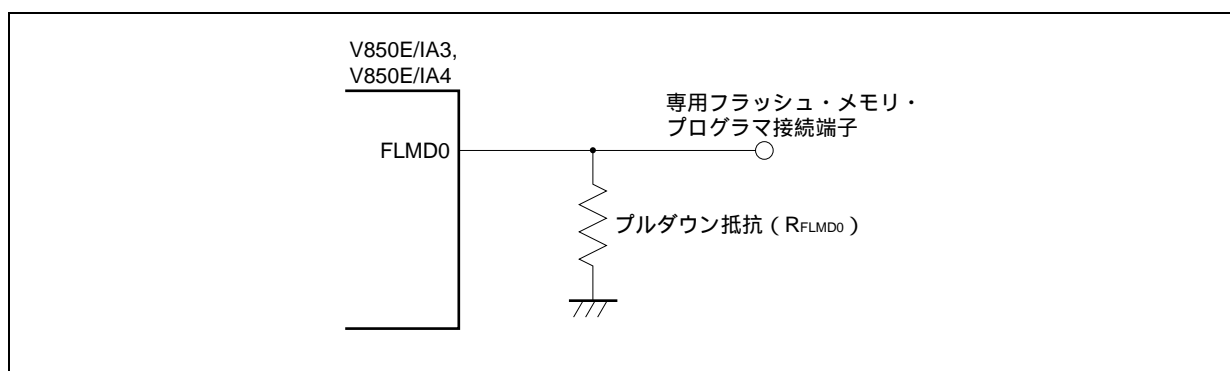 V850E/IA3,
V850E/IA4
専用フラッシュ・メモリ・
プログラマ接続端子
FLMD0
プルダウン抵抗（RFLMD0）